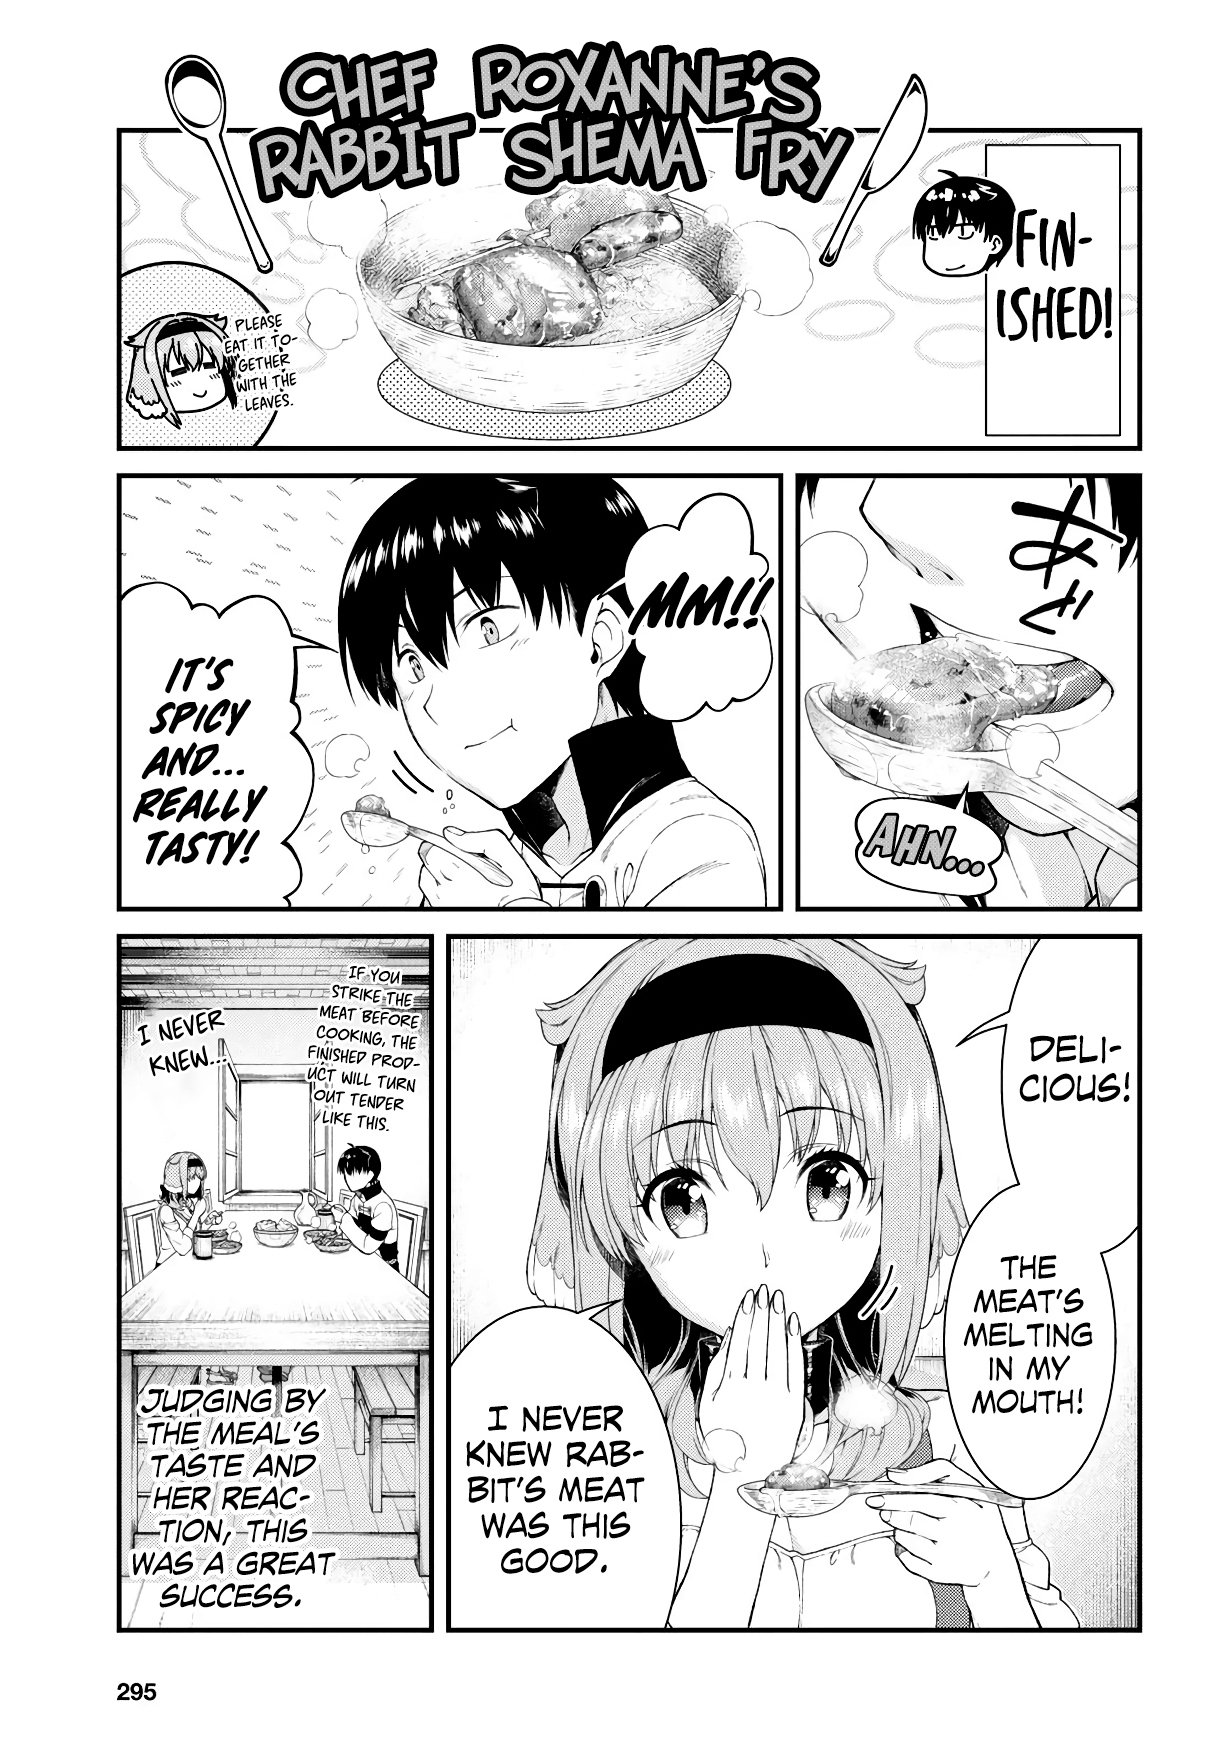 CHEF ROXANNE'S
RABBIT SHEMA FRY
FIN-
ISHED!
PLEASE
EAT IT TO-
GETHER
WITH THE
LEAVES.
あぐ
AHN...
MM!!
IT'S
SPICY
AND...
REALLY
TASTY!
DELI-
CIOUS!
THE
MEAT'S
MELTING
IN MY
MOUTH!
I NEVER
KNEW RAB-
BIT'S MEAT
WAS THIS
GOOD.
IF YOU
STRIKE THE
MEAT BEFORE
COOKING, THE
FINISHED PROD-
UCT WILL TURN
OUT TENDER
LIKE THIS.
I NEVER
KNEW...
JUDGING BY
THE MEAL'S
TASTE AND
HER REAC-
TION, THIS
WAS A GREAT
SUCCESS.
295